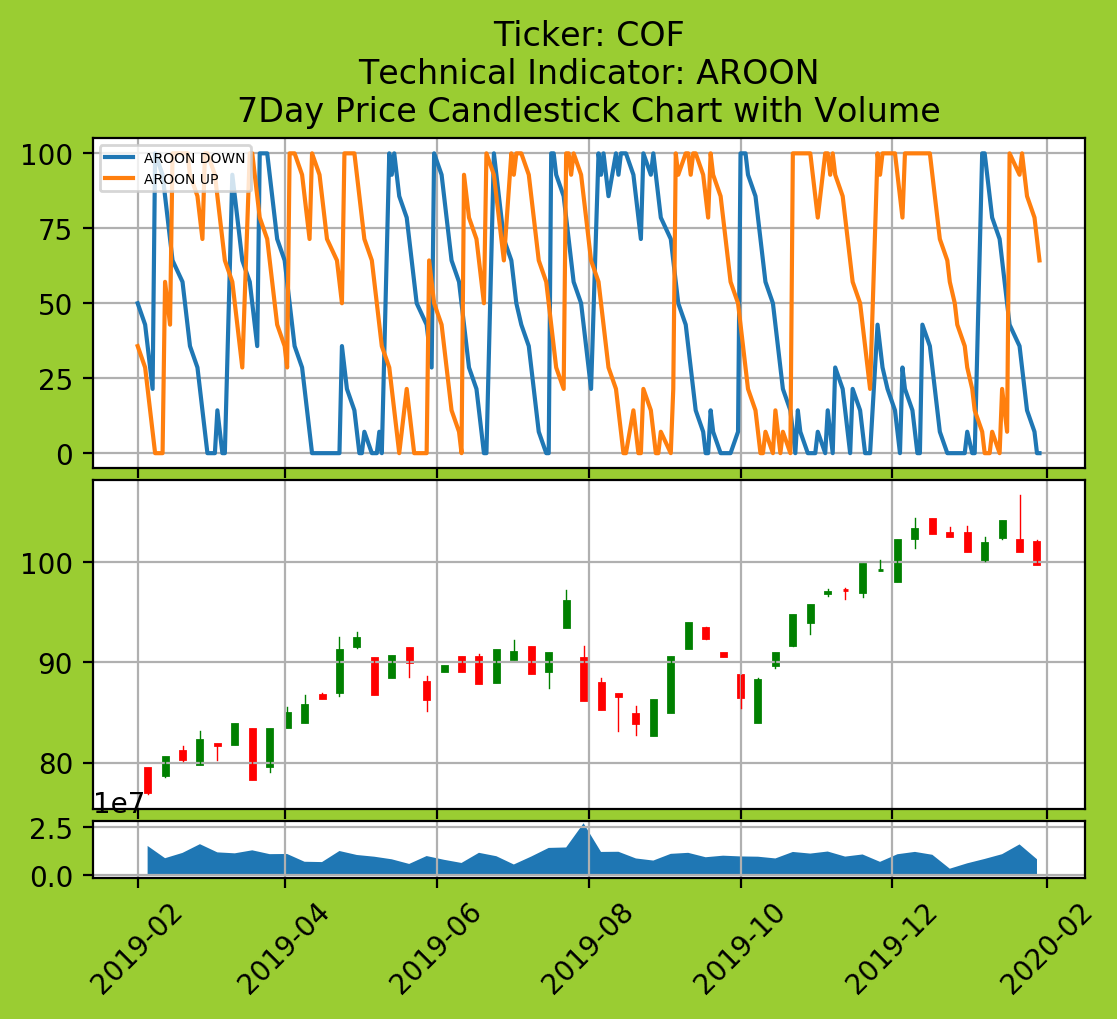 Ticker: COF
Technical Indicator: AROON
7Day Price Candlestick Chart with Volume
100
75
50
25
0
AROON DOWN
AROON UP
100
90
80
1e7
2.5
0.0
2019-02
2019-04
2019-06
2019-08
2019-10
2019-12
2020-02